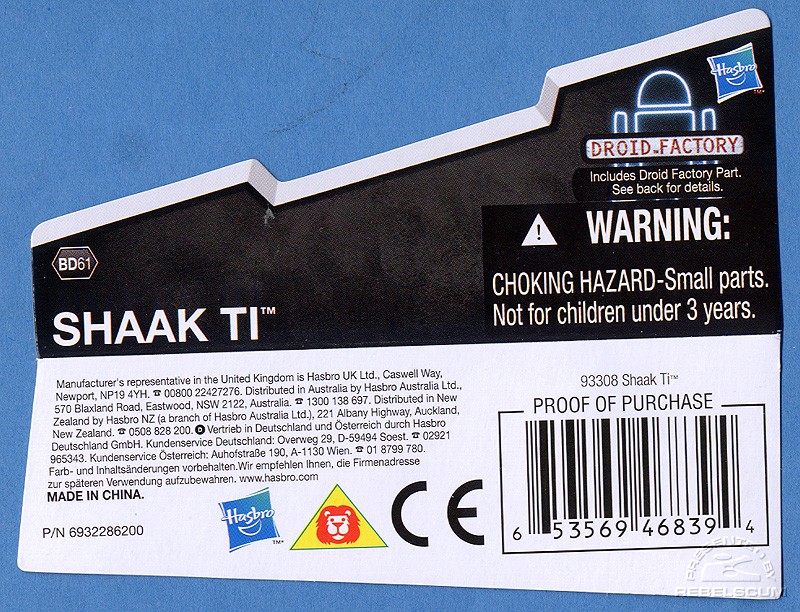 Hasbro
TM
DROID FACTORY
Includes Droid Factory Part.
See back for details.
WARNING:
CHOKING HAZARD-Small parts.
Not for children under 3 years.
BD61
SHAAK TI™
Manufacturer's representative in the United Kingdom is Hasbro UK Ltd., Caswell Way,
Newport, NP19 4YH. ☎ 00800 22427276. Distributed in Australia by Hasbro Australia Ltd.,
570 Blaxland Road, Eastwood, NSW 2122, Australia. ☎ 1300 138 697. Distributed in New
Zealand by Hasbro NZ (a branch of Hasbro Australia Ltd.), 221 Albany Highway, Auckland,
New Zealand. ☎ 0508 828 200. D Vertrieb in Deutschland und Österreich durch Hasbro
Deutschland GmbH. Kundenservice Deutschland: Overweg 29, D-59494 Soest. ☎ 02921
965343. Kundenservice Österreich: Auhofstraße 190, A-1130 Wien. ☎ 01 8799 780.
Farb- und Inhaltsänderungen vorbehalten.Wir empfehlen Ihnen, die Firmenadresse
zur späteren Verwendung aufzubewahren. www.hasbro.com
MADE IN CHINA.
P/N 6932286200
Hasbro
TM
CE
93308 Shaak Ti™
PROOF OF PURCHASE
6 53569 46839 4
PRESENTED BY
REBELSCUM